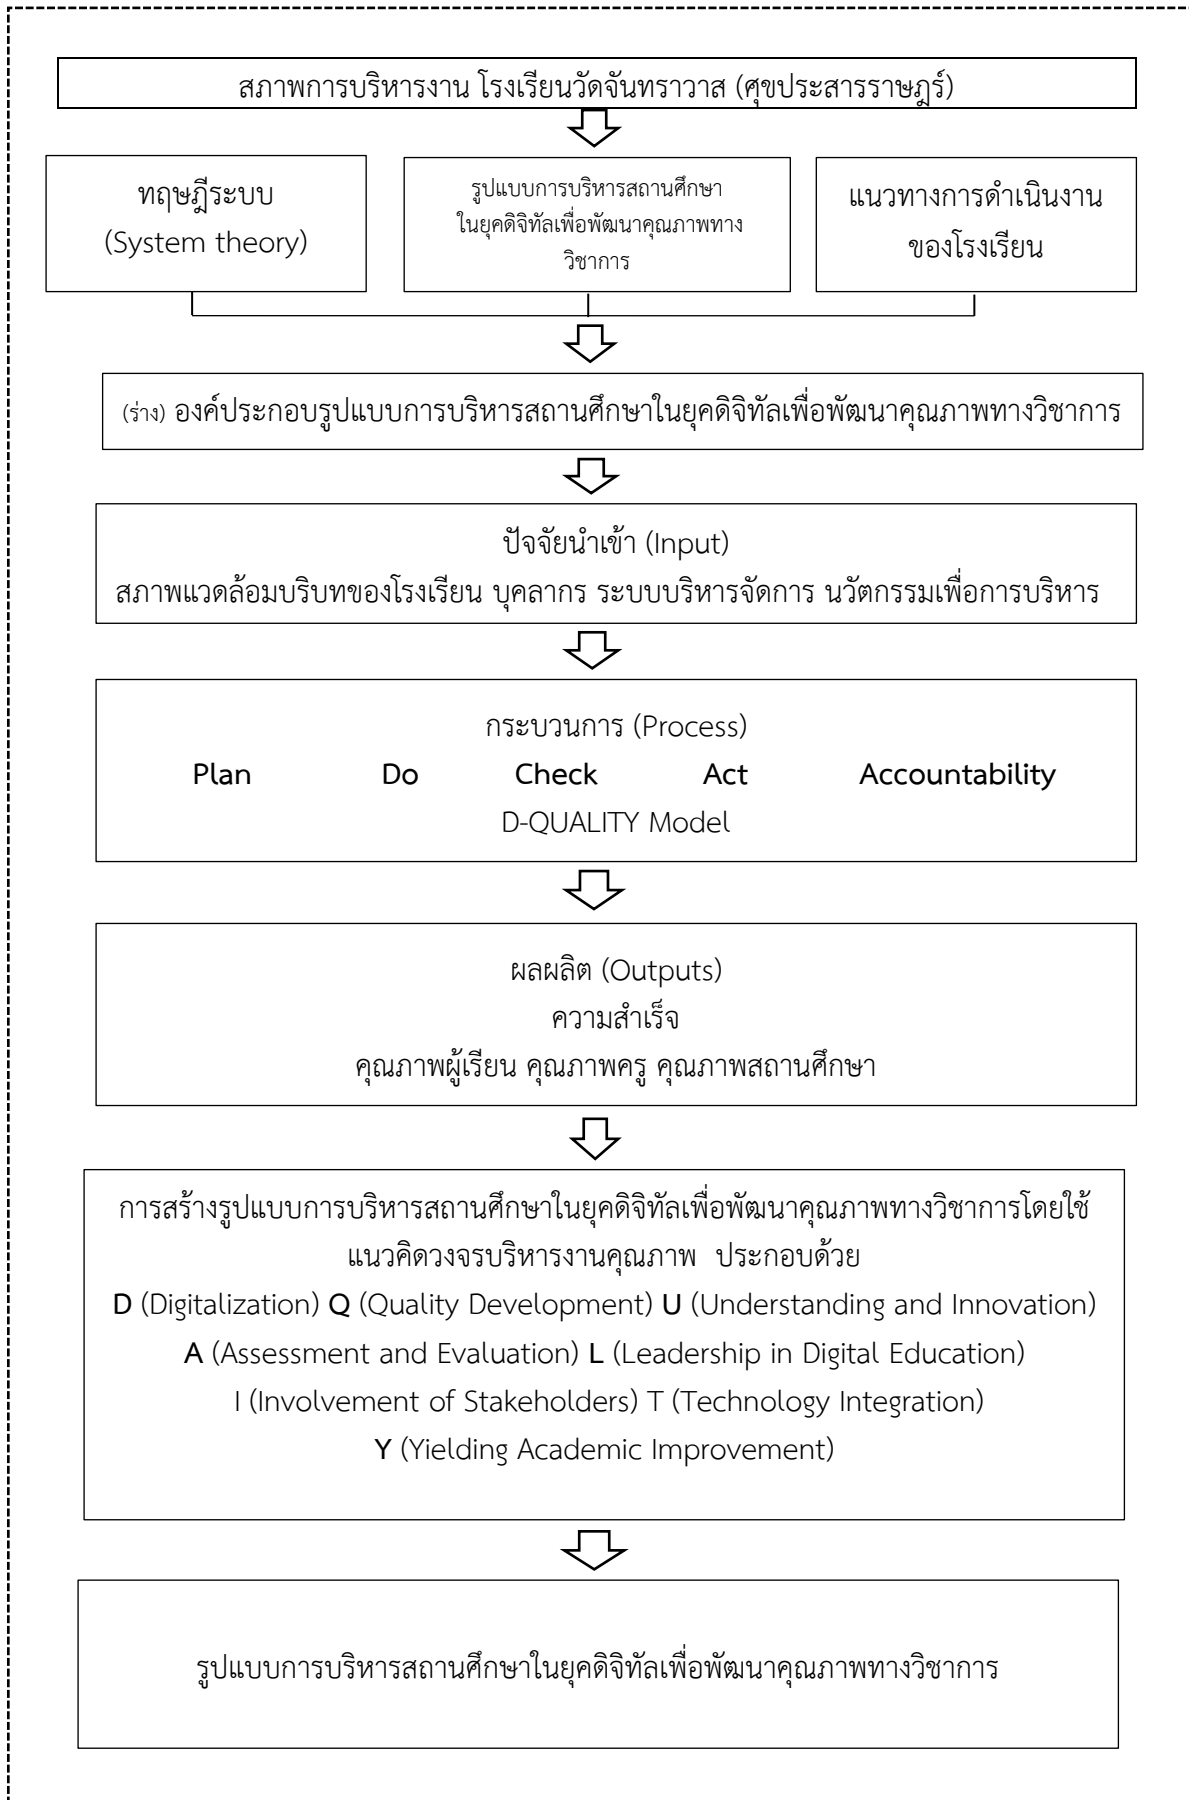 สภาพการบริหารงาน โรงเรียนวัดจันทราวาส (ศุขประสารราษฎร์)
ทฤษฎีระบบ
(System theory)
รูปแบบการบริหารสถานศึกษา
ในยุคดิจิทัลเพื่อพัฒนาคุณภาพทาง
วิชาการ
แนวทางการดำเนินงาน
ของโรงเรียน
(ร่าง) องค์ประกอบรูปแบบการบริหารสถานศึกษาในยุคดิจิทัลเพื่อพัฒนาคุณภาพทางวิชาการ
ปัจจัยนำเข้า (Input)
สภาพแวดล้อมบริบทของโรงเรียน บุคลากร ระบบบริหารจัดการ นวัตกรรมเพื่อการบริหาร
กระบวนการ (Process)
Plan Do Check Act Accountability
D-QUALITY Model
ผลผลิต (Outputs)
ความสำเร็จ
คุณภาพผู้เรียน คุณภาพครู คุณภาพสถานศึกษา
การสร้างรูปแบบการบริหารสถานศึกษาในยุคดิจิทัลเพื่อพัฒนาคุณภาพทางวิชาการโดยใช้
แนวคิดวงจรบริหารงานคุณภาพ ประกอบด้วย
D (Digitalization) Q (Quality Development) U (Understanding and Innovation)
A (Assessment and Evaluation) L (Leadership in Digital Education)
I (Involvement of Stakeholders) T (Technology Integration)
Y (Yielding Academic Improvement)
รูปแบบการบริหารสถานศึกษาในยุคดิจิทัลเพื่อพัฒนาคุณภาพทางวิชาการ